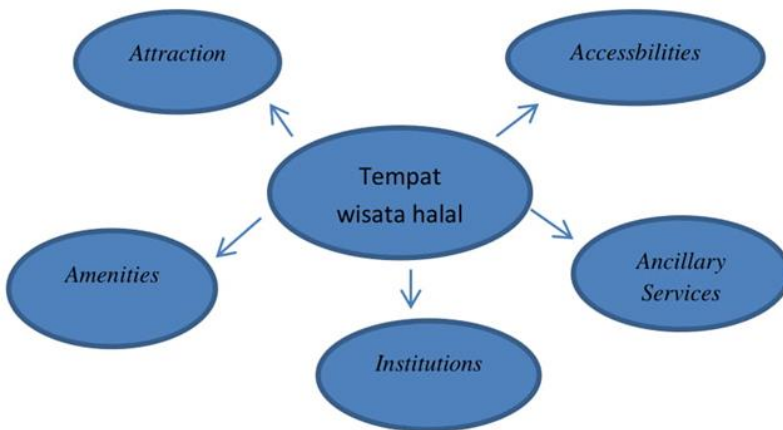 Attraction
Accessbilities
Tempat
wisata halal
Amenities
Ancillary
Services
Institutions